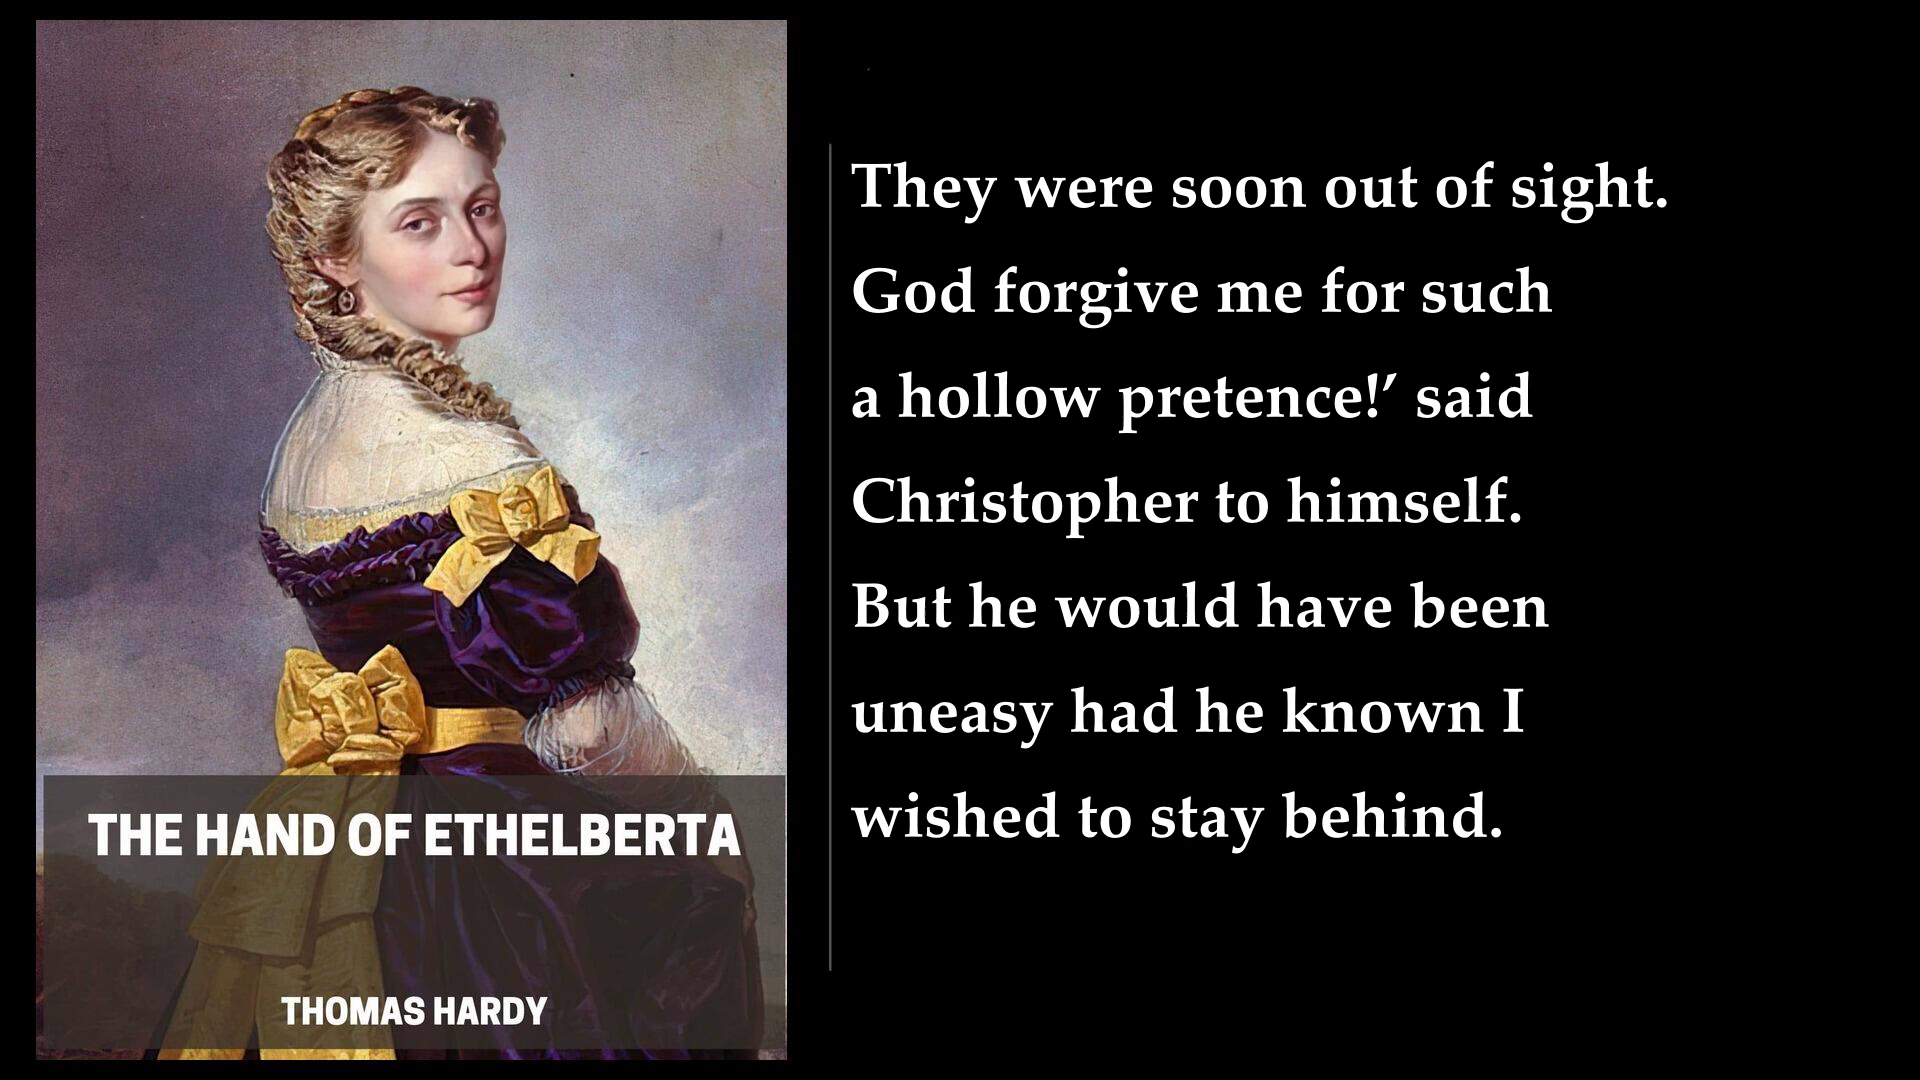 THE HAND OF ETHELBERTA
THOMAS HARDY
They were soon out of sight.
God forgive me for such
a hollow pretence!’ said
Christopher to himself.
But he would have been
uneasy had he known I
wished to stay behind.